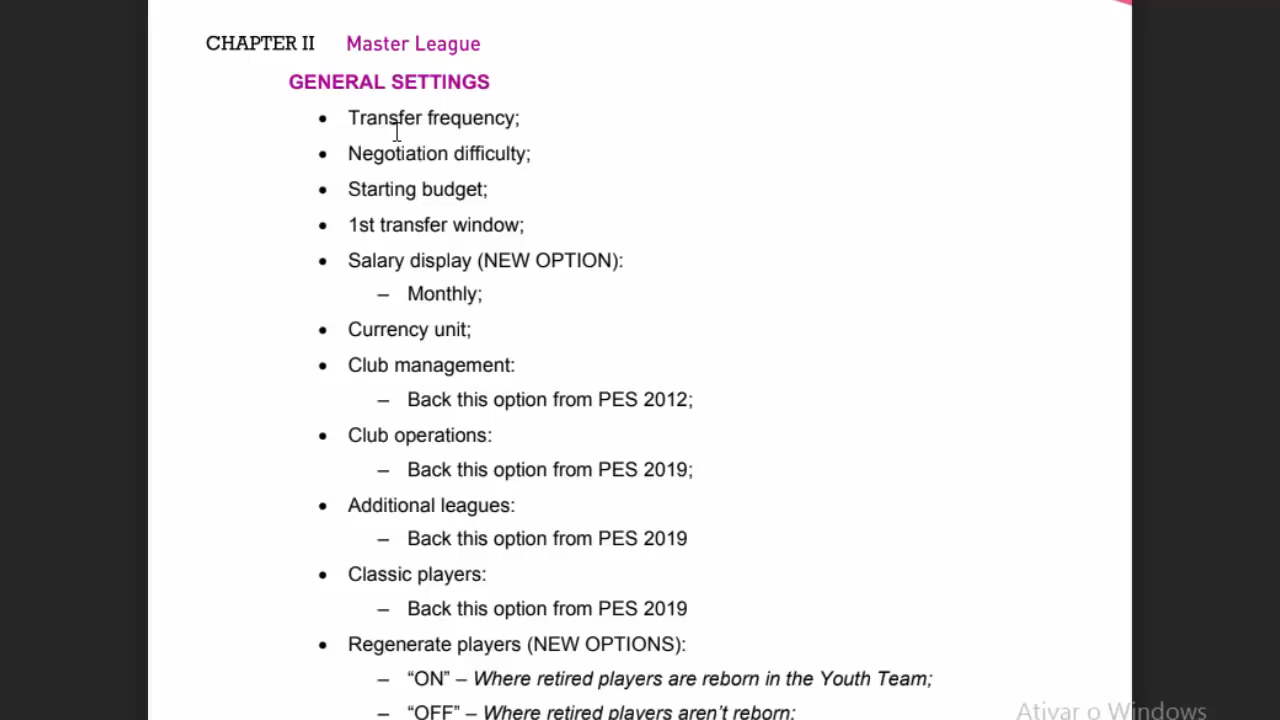 CHAPTER II Master League
GENERAL SETTINGS
• Transfer frequency;
• Negotiation difficulty;
• Starting budget;
• 1st transfer window;
• Salary display (NEW OPTION):
– Monthly;
• Currency unit;
• Club management:
– Back this option from PES 2012;
• Club operations:
– Back this option from PES 2019;
• Additional leagues:
– Back this option from PES 2019
• Classic players:
– Back this option from PES 2019
• Regenerate players (NEW OPTIONS):
– “ON” – Where retired players are reborn in the Youth Team;
– “OFF” – Where retired players aren’t reborn;
Ativar o Windows